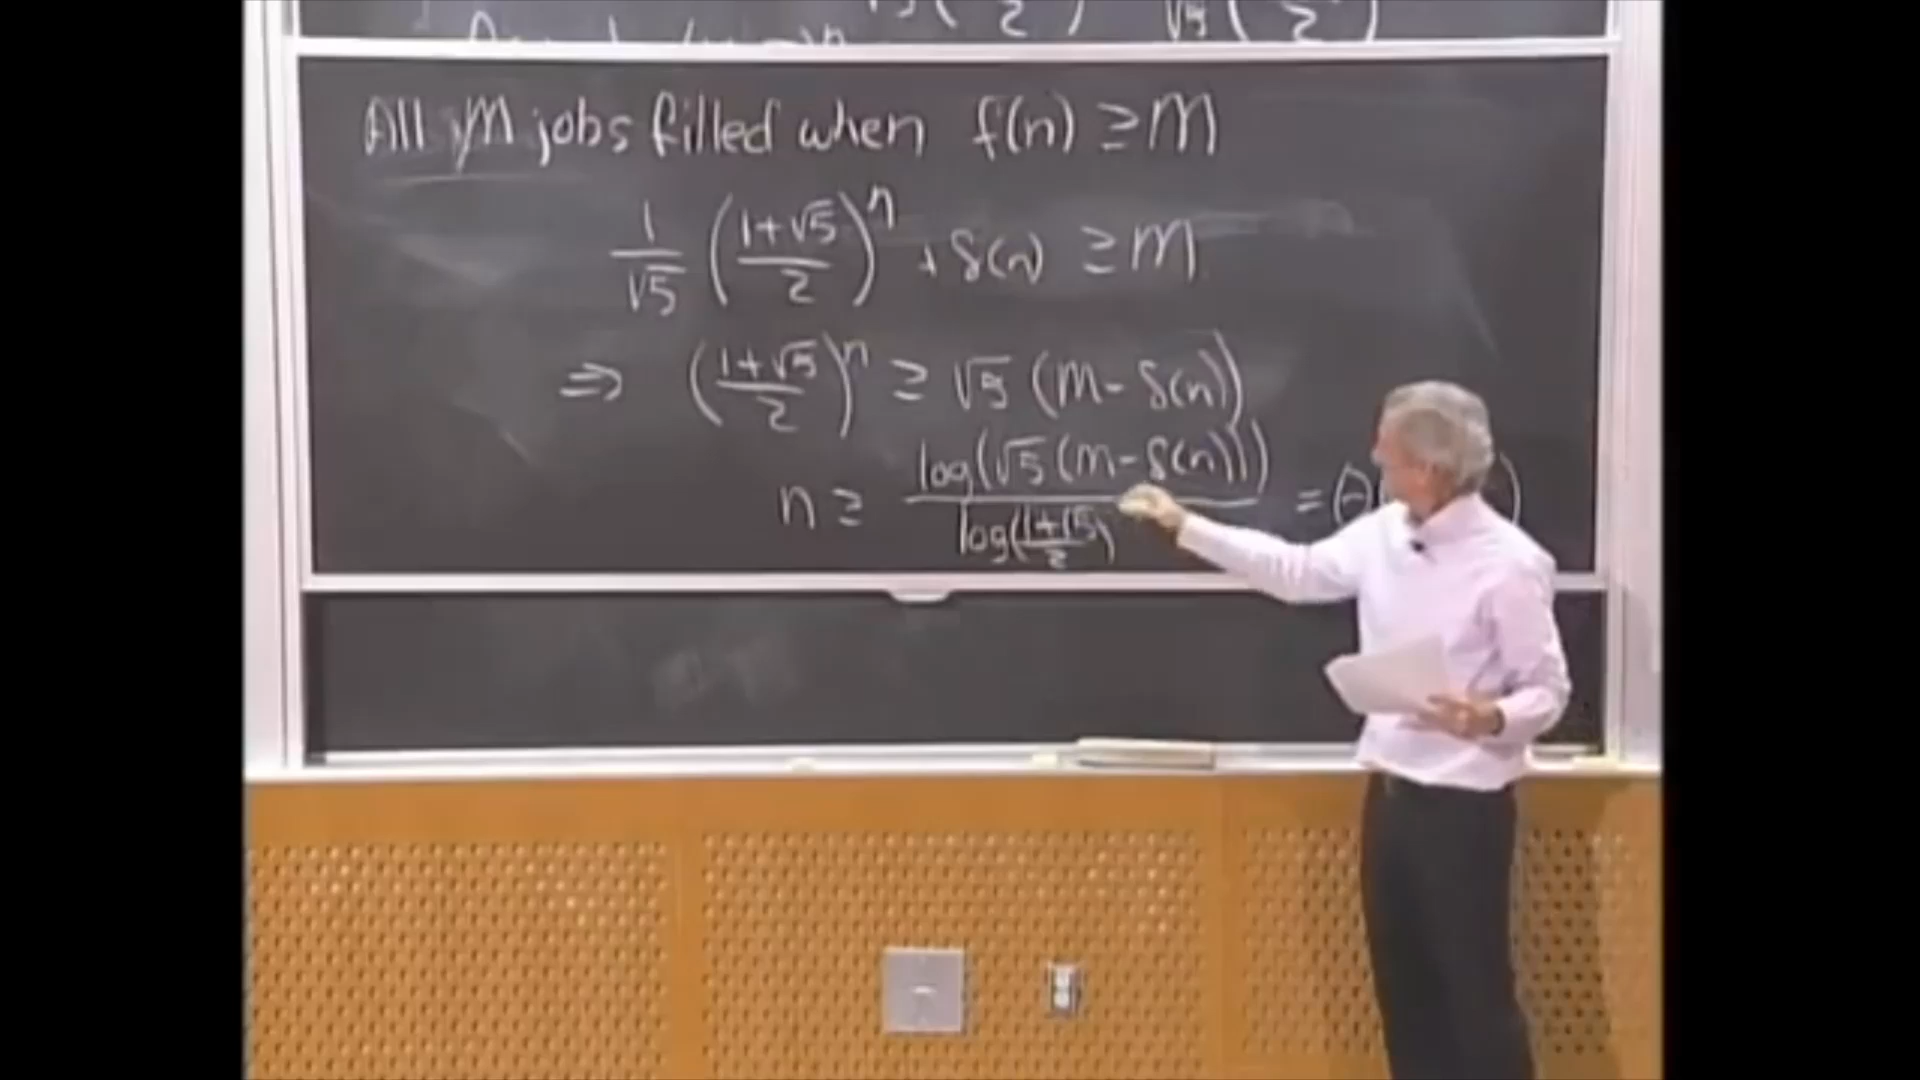 All M jobs filled when f(n) ≥ M
1/√5 ((1+√5)/2)^n + δ(n) ≥ M
⇒ ((1+√5)/2)^n ≥ √5 (M - δ(n))
n ≥ log(√5 (M - δ(n))) / log((1+√5)/2) = Θ( )